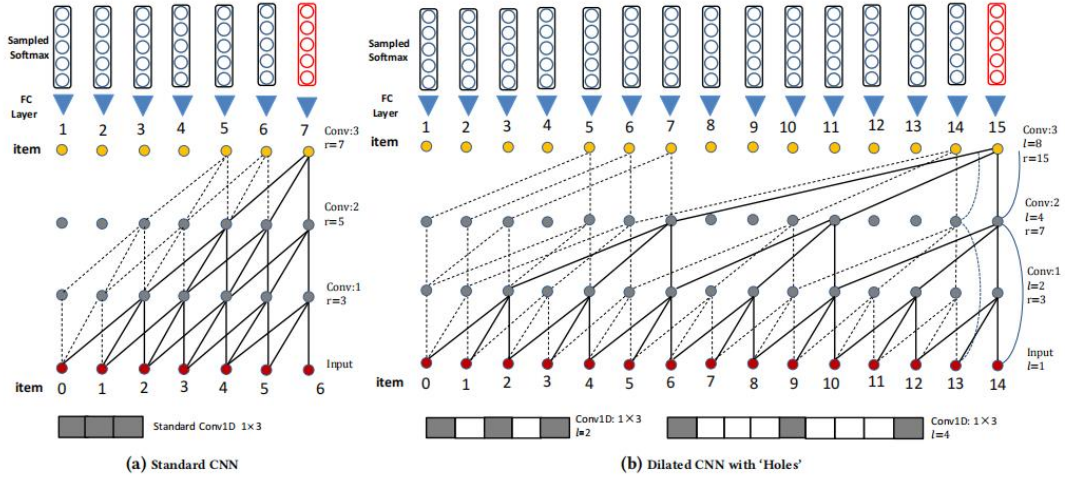 Sampled
Softmax
FC
Layer
1 2 3 4 5 6 7
item
Conv:3
r=7
Conv:2
r=5
Conv:1
r=3
Input
item 0 1 2 3 4 5 6
Standard Conv1D 1×3
(a) Standard CNN
Sampled
Softmax
FC
Layer
1 2 3 4 5 6 7 8 9 10 11 12 13 14 15
item
Conv:3
l=8
r=15
Conv:2
l=4
r=7
Conv:1
l=2
r=3
Input
l=1
item 0 1 2 3 4 5 6 7 8 9 10 11 12 13 14
Conv1D: 1×3
l=2
Conv1D: 1×3
l=4
(b) Dilated CNN with ‘Holes’